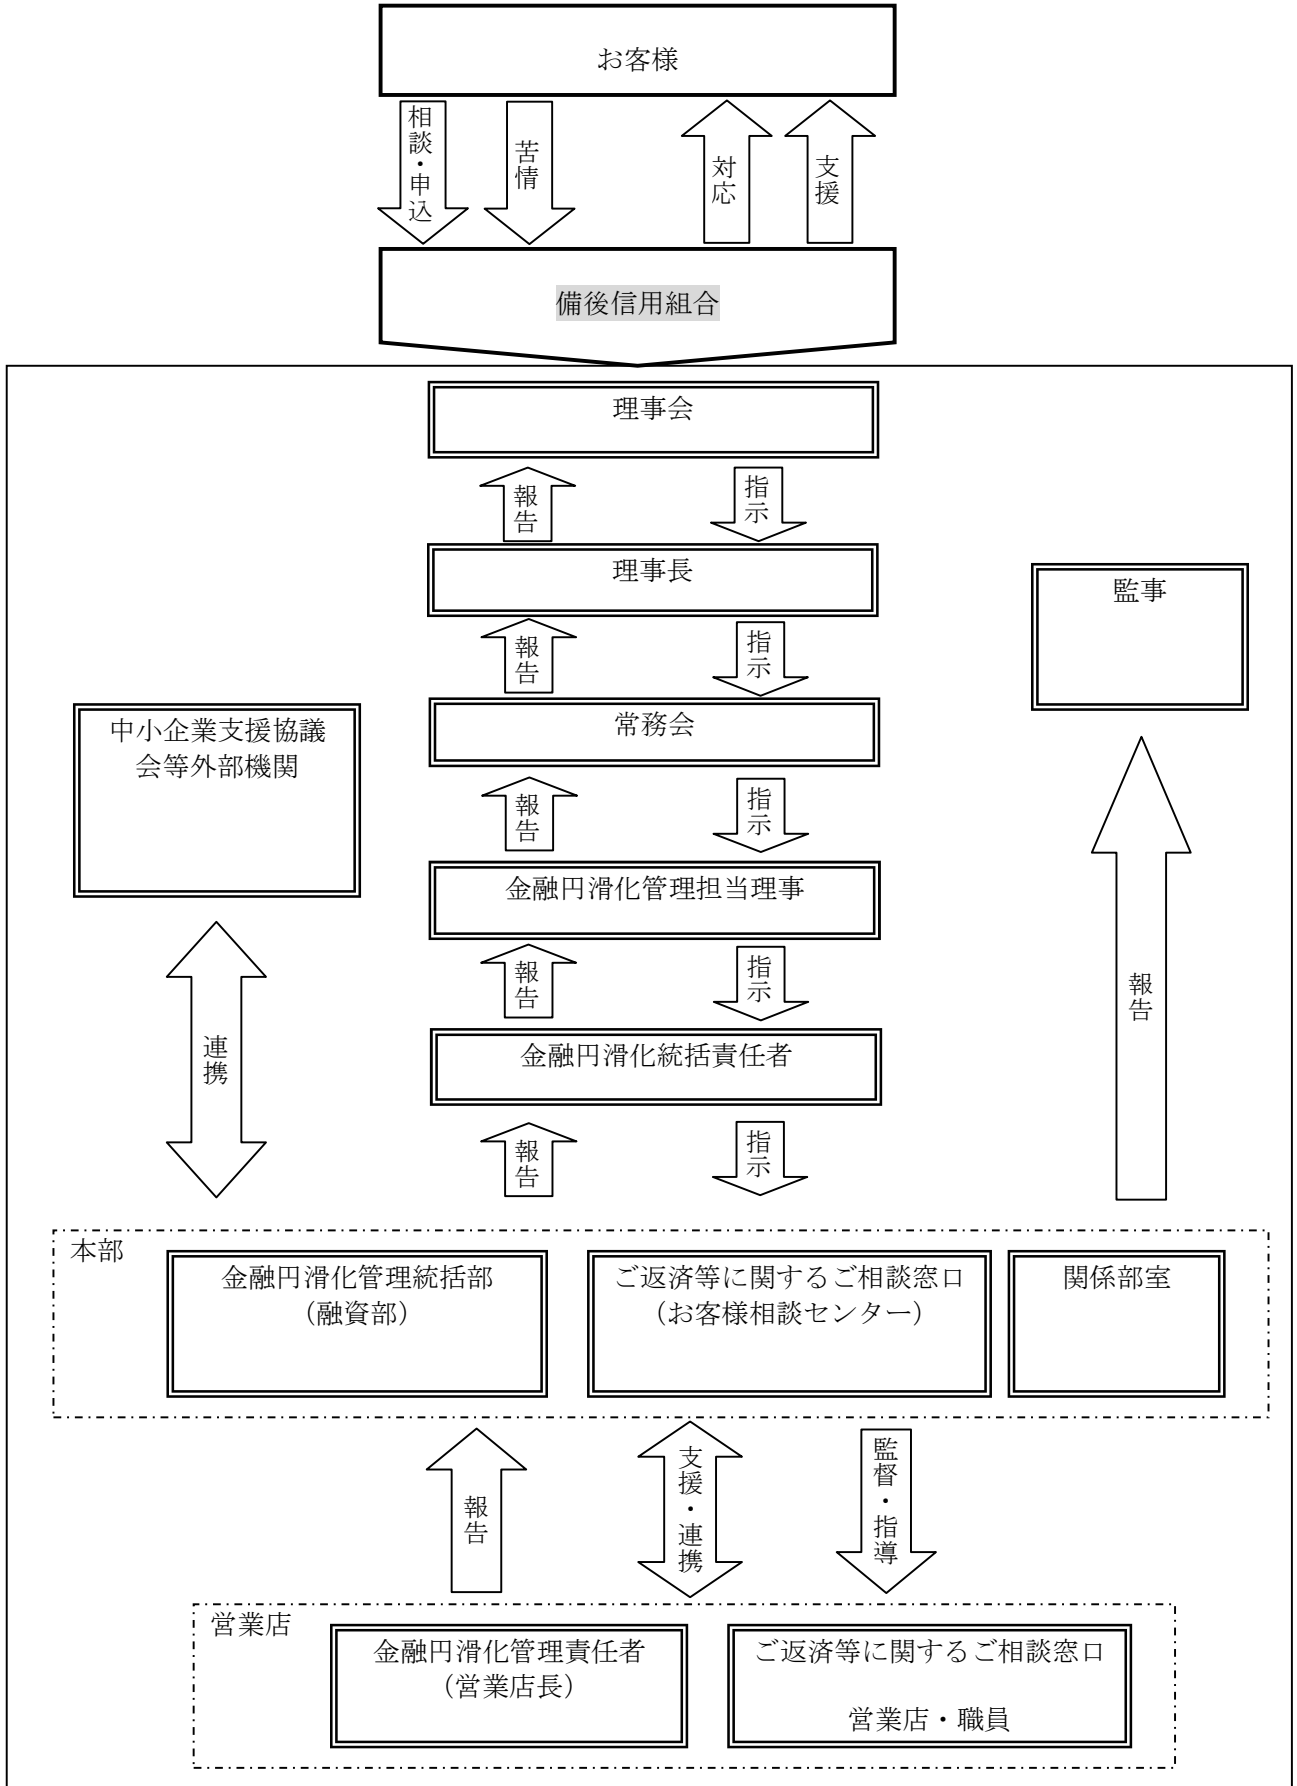 お客様
相談・申込
苦情
対応
支援
備後信用組合
理事会
報告
指示
理事長
監事
報告
指示
常務会
中小企業支援協議
会等外部機関
報告
指示
金融円滑化管理担当理事
報告
指示
報告
連携
金融円滑化統括責任者
報告
指示
本部
金融円滑化管理統括部
（融資部）
ご返済等に関するご相談窓口
（お客様相談センター）
関係部室
報告
支援・連携
監督・指導
営業店
金融円滑化管理責任者
（営業店長）
ご返済等に関するご相談窓口
営業店・職員